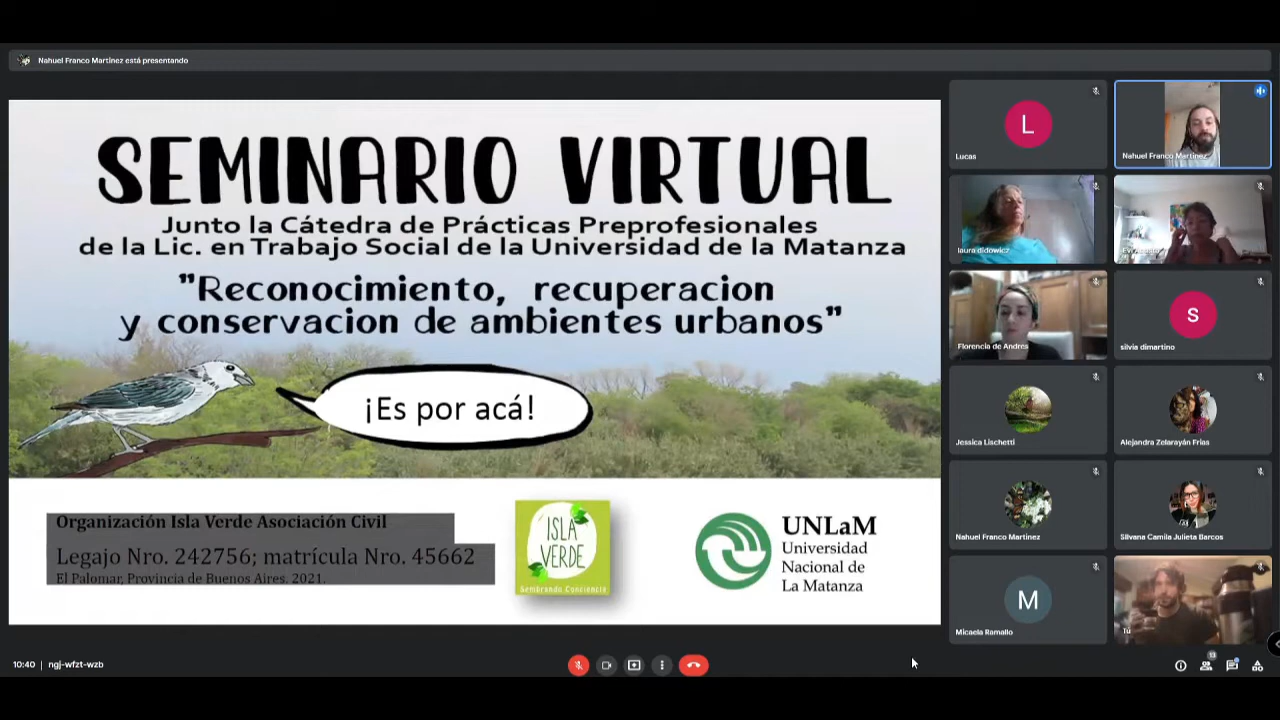 Nahuel Franco Martínez está presentando
SEMINARIO VIRTUAL
Junto la Cátedra de Prácticas Preprofesionales
de la Lic. en Trabajo Social de la Universidad de la Matanza
"Reconocimiento, recuperacion
y conservacion de ambientes urbanos"
¡Es por acá!
Organización Isla Verde Asociación Civil
Legajo Nro. 242756; matrícula Nro. 45662
El Palomar, Provincia de Buenos Aires. 2021.
ISLA
VERDE
Sembrando Conciencia
UNLaM
Universidad
Nacional de
La Matanza
L
Lucas
Nahuel Franco Martínez
laura didowicz
Florencia de Andres
S
silvia dimartino
Jessica Lischetti
Alejandra Zelarayán Frias
Nahuel Franco Martinez
Silvana Camila Julieta Barcos
M
Micaela Ramallo
Tú
10:40 | ngj-wfzt-wzb
13